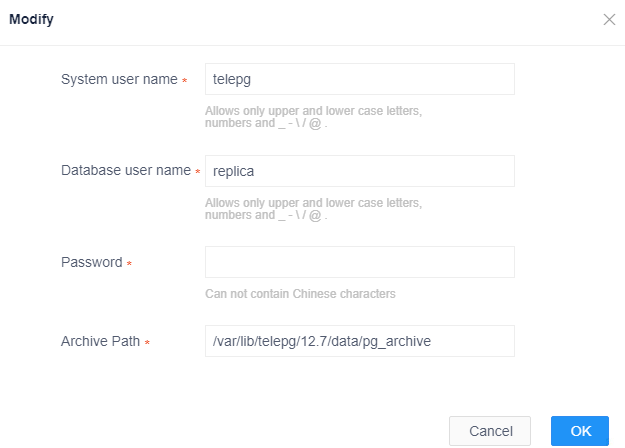 Modify
System user name *
telepg
Allows only upper and lower case letters,
numbers and _ - \ / @ .
Database user name *
replica
Allows only upper and lower case letters,
numbers and _ - \ / @ .
Password *
Can not contain Chinese characters
Archive Path *
/var/lib/telepg/12.7/data/pg_archive
Cancel
OK